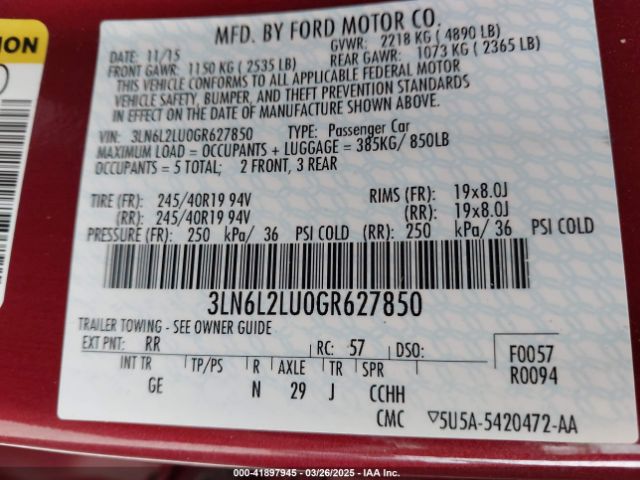 MFD. BY FORD MOTOR CO.
DATE: 11/15 GVWR: 2218 KG ( 4890 LB)
FRONT GAWR: 1150 KG ( 2535 LB) REAR GAWR: 1073 KG ( 2365 LB)
THIS VEHICLE CONFORMS TO ALL APPLICABLE FEDERAL MOTOR
VEHICLE SAFETY, BUMPER, AND THEFT PREVENTION STANDARDS
IN EFFECT ON THE DATE OF MANUFACTURE SHOWN ABOVE.
VIN: 3LN6L2LU0GR627850 TYPE: Passenger Car
MAXIMUM LOAD = OCCUPANTS + LUGGAGE = 385KG/ 850LB
OCCUPANTS = 5 TOTAL; 2 FRONT, 3 REAR
TIRE (FR): 245/40R19 94V RIMS (FR): 19x8.0J
(RR): 245/40R19 94V (RR): 19x8.0J
PRESSURE (FR): 250 kPa/ 36 PSI COLD (RR): 250 kPa/ 36 PSI COLD
3LN6L2LU0GR627850
TRAILER TOWING - SEE OWNER GUIDE
EXT PNT: RR RC: 57 DSO: F0057
INT TR TP/PS R AXLE TR SPR R0094
GE N 29 J CCHH
CMC ▽5U5A-5420472-AA
000-41897945 | 03/26/2025 | IAA Inc.